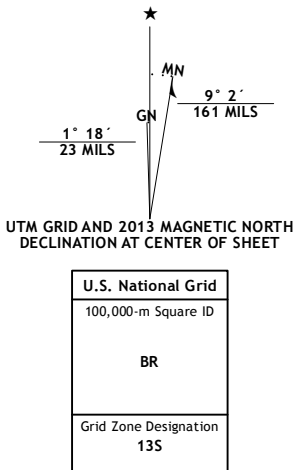 ★
MN
GN
9° 2´
161 MILS
1° 18´
23 MILS
UTM GRID AND 2013 MAGNETIC NORTH
DECLINATION AT CENTER OF SHEET
U.S. National Grid
100,000-m Square ID
BR
Grid Zone Designation
13S